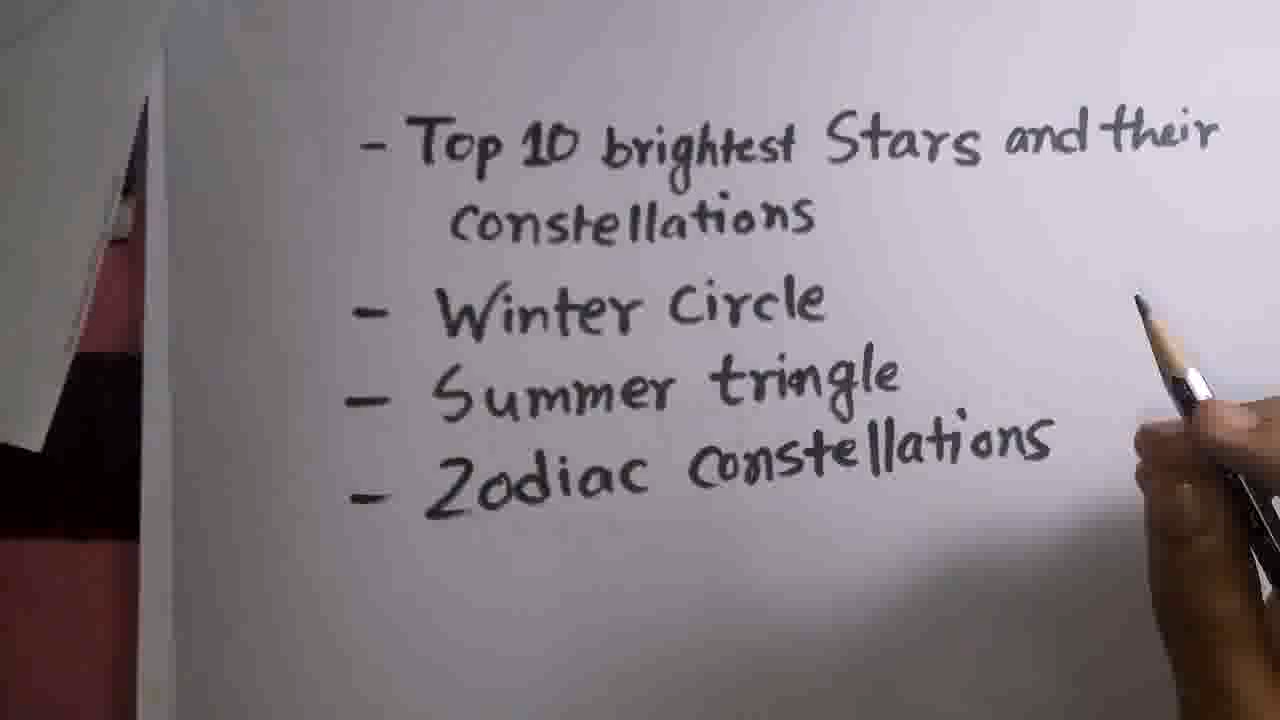 - Top 10 brightest Stars and their
constellations
- Winter Circle
- Summer tringle
- Zodiac constellations